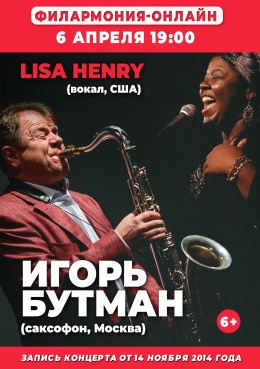 ФИЛАРМОНИЯ-ОНЛАЙН
6 АПРЕЛЯ 19:00
LISA HENRY
(вокал, США)
ИГОРЬ
БУТМАН
(саксофон, Москва)
6+
ЗАПИСЬ КОНЦЕРТА ОТ 14 НОЯБРЯ 2014 ГОДА